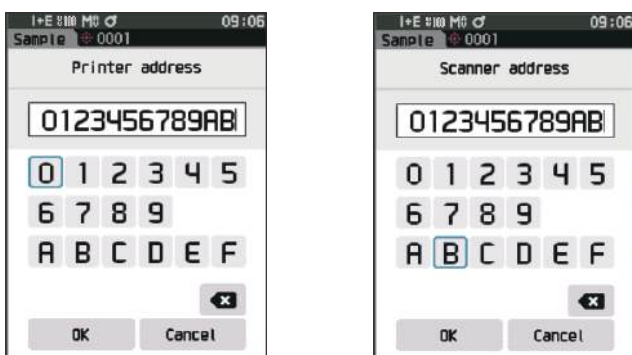 I+E M0 09:06
Sample 0001
Printer address
0123456789AB
0 1 2 3 4 5
6 7 8 9
A B C D E F
OK Cancel
I+E M0 09:06
Sample 0001
Scanner address
0123456789AB
0 1 2 3 4 5
6 7 8 9
A B C D E F
OK Cancel